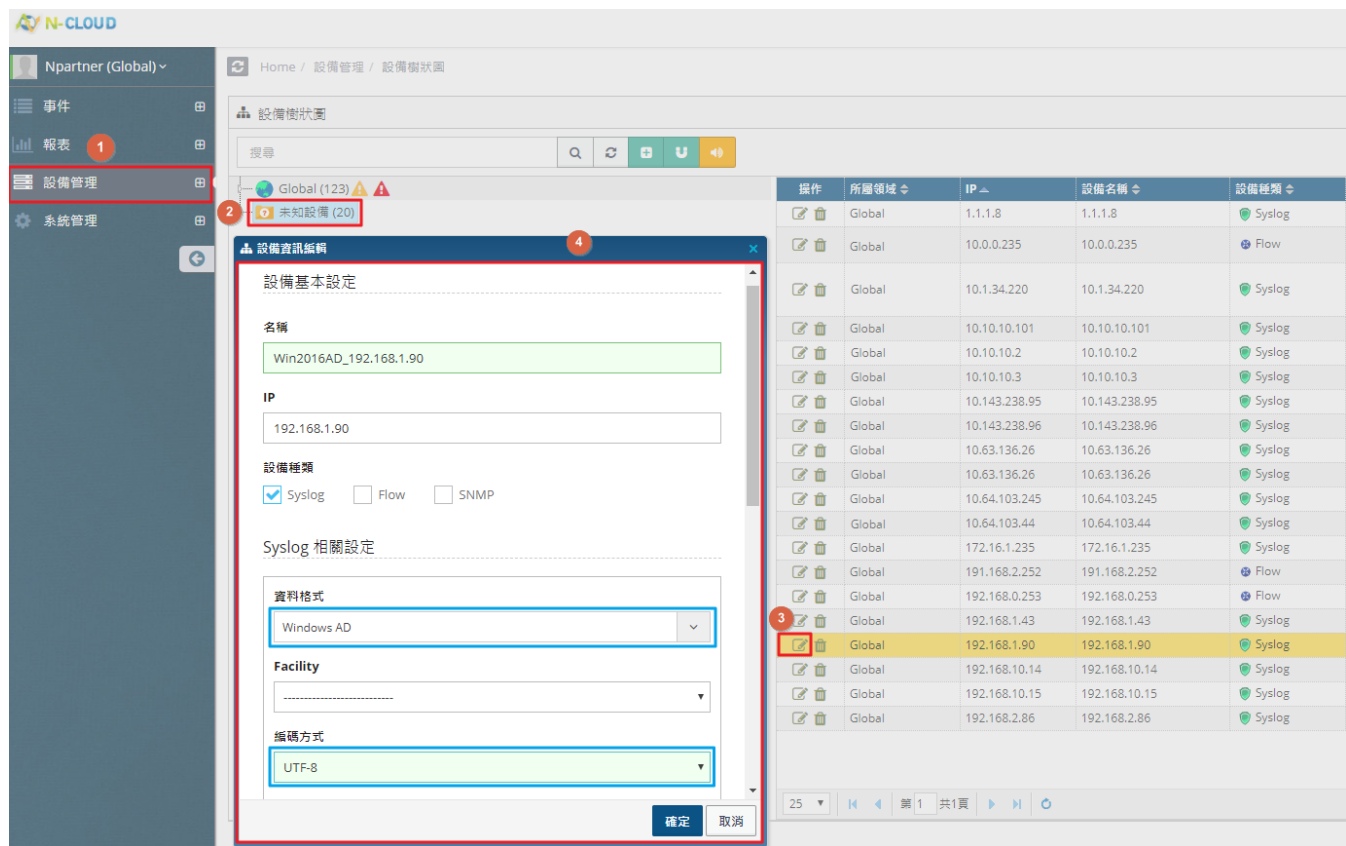 N-CLOUD
Npartner (Global)
事件
報表
1
設備管理
系統管理
Home / 設備管理 / 設備樹狀圖
設備樹狀圖
搜尋
Global (123)
2
未知設備 (20)
設備資訊編輯
4
×
設備基本設定
名稱
Win2016AD_192.168.1.90
IP
192.168.1.90
設備種類
Syslog Flow SNMP
Syslog 相關設定
資料格式
Windows AD
Facility
---------------------------
編碼方式
UTF-8
確定 取消
操作 所屬領域 IP 設備名稱 設備種類
Global 1.1.1.8 1.1.1.8 Syslog
Global 10.0.0.235 10.0.0.235 Flow
Global 10.1.34.220 10.1.34.220 Syslog
Global 10.10.10.101 10.10.10.101 Syslog
Global 10.10.10.2 10.10.10.2 Syslog
Global 10.10.10.3 10.10.10.3 Syslog
Global 10.143.238.95 10.143.238.95 Syslog
Global 10.143.238.96 10.143.238.96 Syslog
Global 10.63.136.26 10.63.136.26 Syslog
Global 10.63.136.26 10.63.136.26 Syslog
Global 10.64.103.245 10.64.103.245 Syslog
Global 10.64.103.44 10.64.103.44 Syslog
Global 172.16.1.235 172.16.1.235 Syslog
Global 191.168.2.252 191.168.2.252 Flow
Global 192.168.0.253 192.168.0.253 Flow
3
Global 192.168.1.43 192.168.1.43 Syslog
Global 192.168.1.90 192.168.1.90 Syslog
Global 192.168.10.14 192.168.10.14 Syslog
Global 192.168.10.15 192.168.10.15 Syslog
Global 192.168.2.86 192.168.2.86 Syslog
25 第 1 共1頁